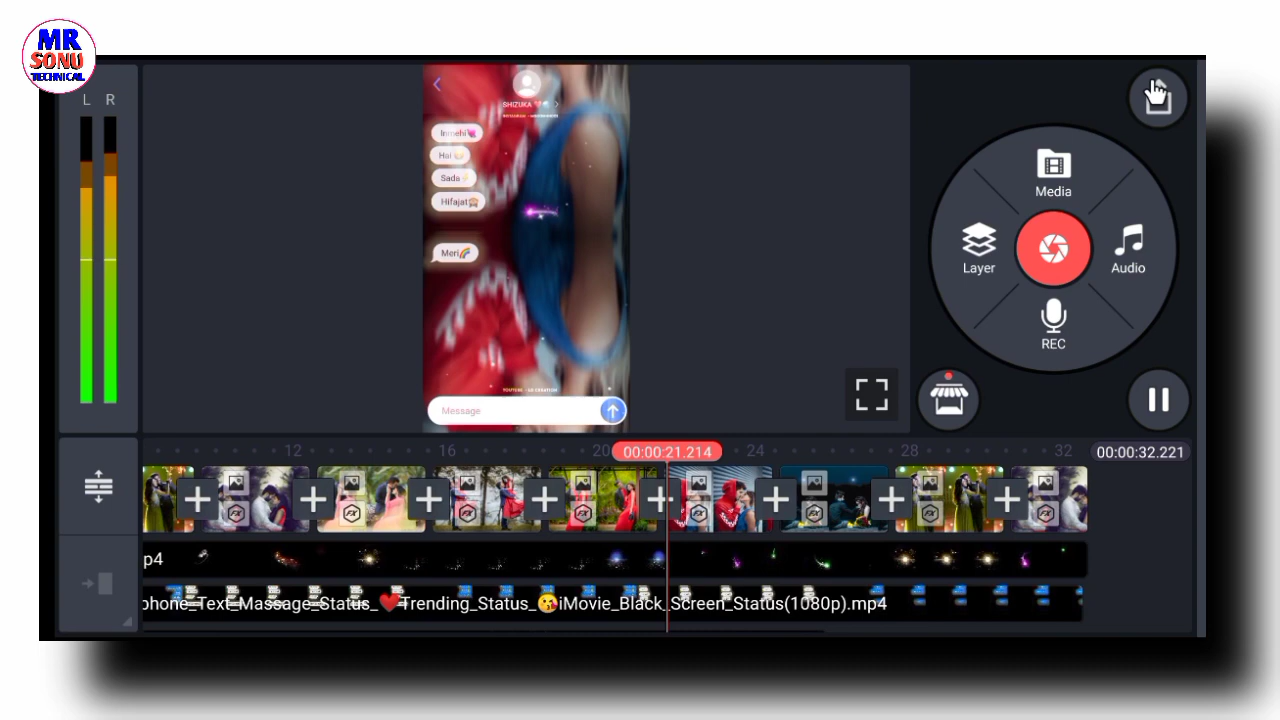 MR
SONU
TECHNICAL
L R
SHIZUKA
Inmehi💘
Hai
Sada⚡
Hifajat🙈
Meri🌈
YOUTUBE
Message
Media
Layer
Audio
REC
12 16 20 00:00:21.214 24 28 32 00:00:32.221
p4
phone_Text_Massage_Status_❤️Trending_Status_😘iMovie_Black_Screen_Status(1080p).mp4